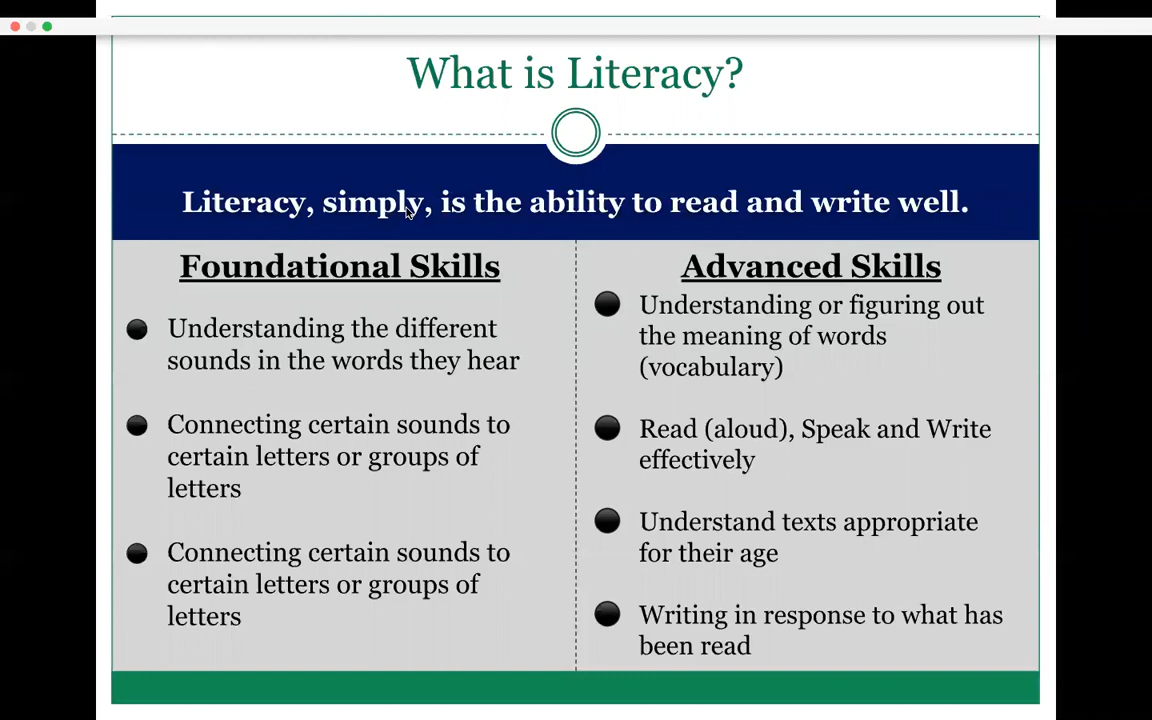 What is Literacy?
Literacy, simply, is the ability to read and write well.
Foundational Skills
Understanding the different
sounds in the words they hear
Connecting certain sounds to
certain letters or groups of
letters
Connecting certain sounds to
certain letters or groups of
letters
Advanced Skills
Understanding or figuring out
the meaning of words
(vocabulary)
Read (aloud), Speak and Write
effectively
Understand texts appropriate
for their age
Writing in response to what has
been read